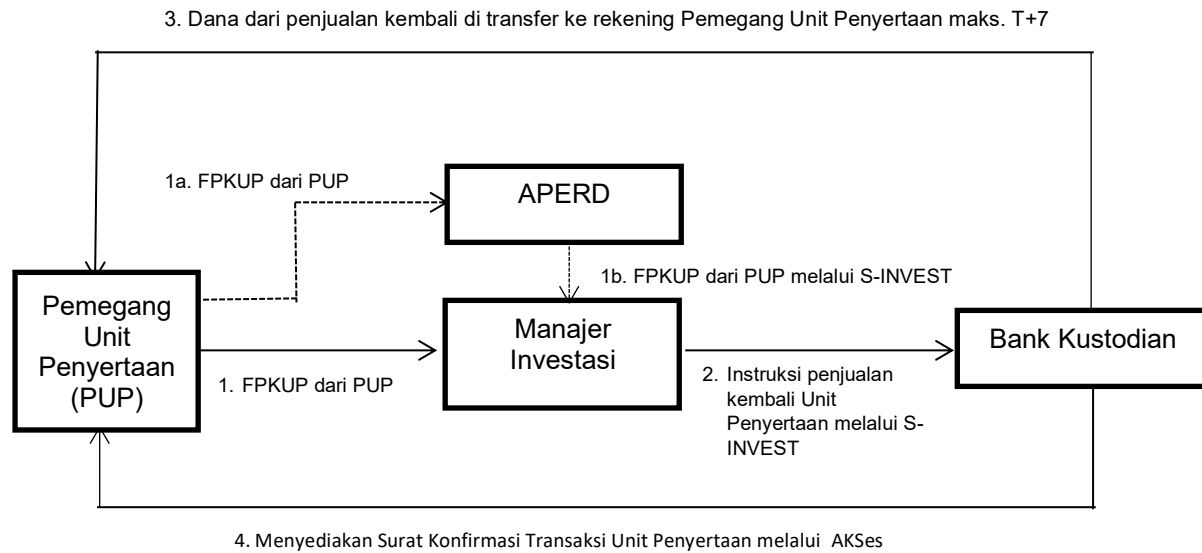 3. Dana dari penjualan kembali di transfer ke rekening Pemegang Unit Penyertaan maks. T+7
1a. FPKUP dari PUP
APERD
1b. FPKUP dari PUP melalui S-INVEST
Pemegang
Unit
Penyertaan
(PUP)
1. FPKUP dari PUP
Manajer
Investasi
2. Instruksi penjualan
kembali Unit
Penyertaan melalui S-
INVEST
Bank Kustodian
4. Menyediakan Surat Konfirmasi Transaksi Unit Penyertaan melalui AKSes